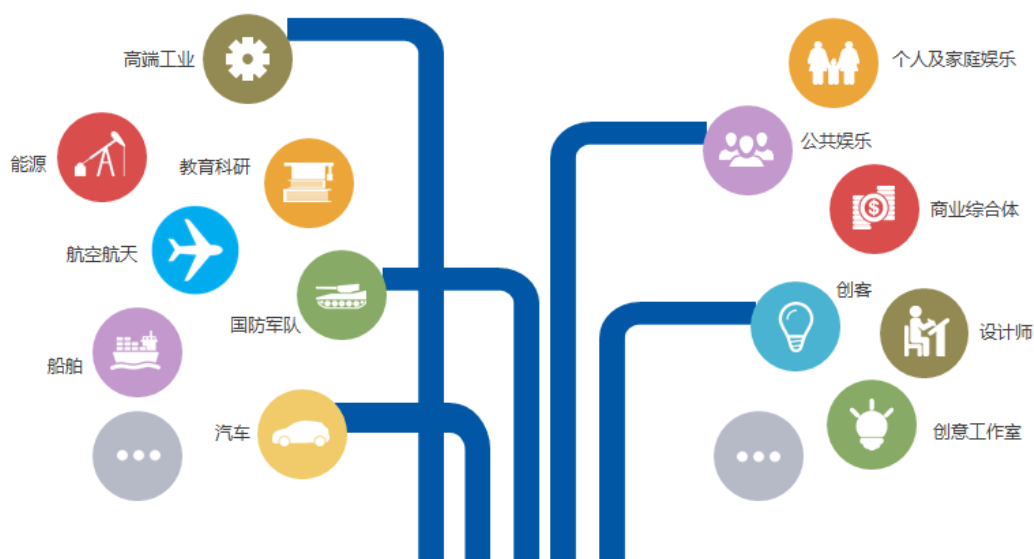 高端工业
能源
教育科研
航空航天
国防军队
船舶
汽车
个人及家庭娱乐
公共娱乐
商业综合体
创客
设计师
创意工作室